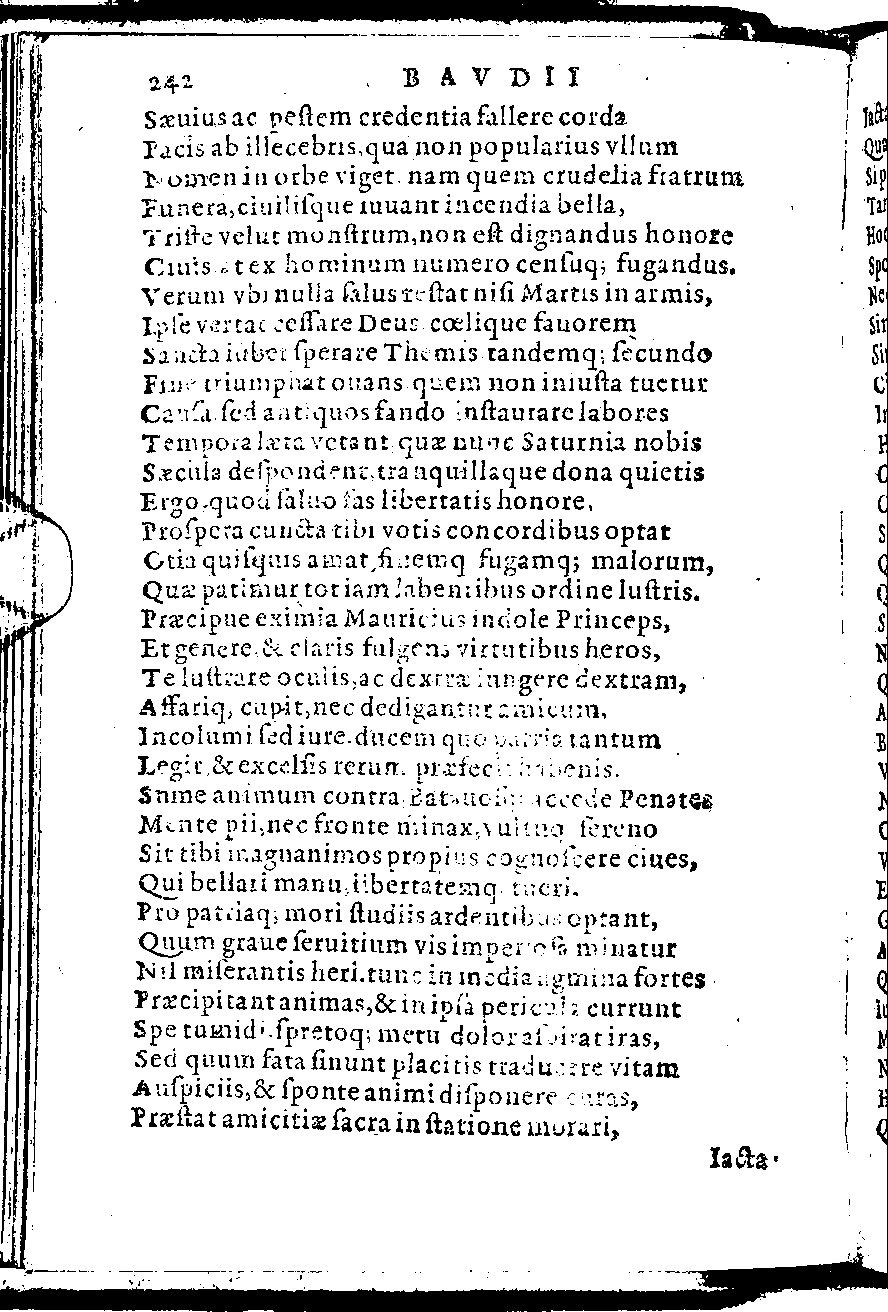 242 BAVDII
Sæuius ac pestem credentia fallere corda
Pacis ab illecebris, qua non popularius vllum
Nomen in orbe viget. nam quem crudelia fratrum
Funera, ciuilisque iuuant incendia bella,
Triste velut monstrum, non est dignandus honore
Ciuis et ex hominum numero censuq; fugandus.
Verum vbi nulla salus restat nisi Martis in armis,
Ipse vetat cessare Deus cœlique fauorem
Sancta iubet sperare Themis tandemq; secundo
Fine triumphat ouans quem non iniusta tuetur
Causa. sed antiquos fando instaurare labores
Tempora læta vetant quæ nunc Saturnia nobis
Sæcula despondent, tranquillaque dona quietis
Ergo, quod saluo fas libertatis honore,
Prospera cuncta tibi votis concordibus optat
Otia quisquis amat, finemq fugamq; malorum,
Quæ patimur tot iam labentibus ordine lustris.
Præcipue eximia Mauricius indole Princeps,
Et genere & claris fulgens virtutibus heros,
Te lustrare oculis, ac dextræ iungere dextram,
Affariq, cupit, nec dedigantur amicum.
Incolumi sed iure. ducem quo patria tantum
Legit, & excelsis rerum præfecit habenis.
Sume animum contra, accede Penates
Mente pii, nec fronte minax, vultuq sereno
Sit tibi magnanimos propius cognoscere ciues,
Qui bellari manu, libertatemq tueri.
Pro patriaq; mori studiis ardentibus optant,
Quum graue seruitium vis imperiosa minatur
Nil miserantis heri. tunc in media agmina fortes
Præcipitant animas, & in ipsa pericula currunt
Spe tumidi. spretoq; metu dolor aspirat iras,
Sed quum fata sinunt placitis traducere vitam
Auspiciis, & sponte animi disponere curas,
Præstat amicitiæ sacra in statione morari,
Iacta